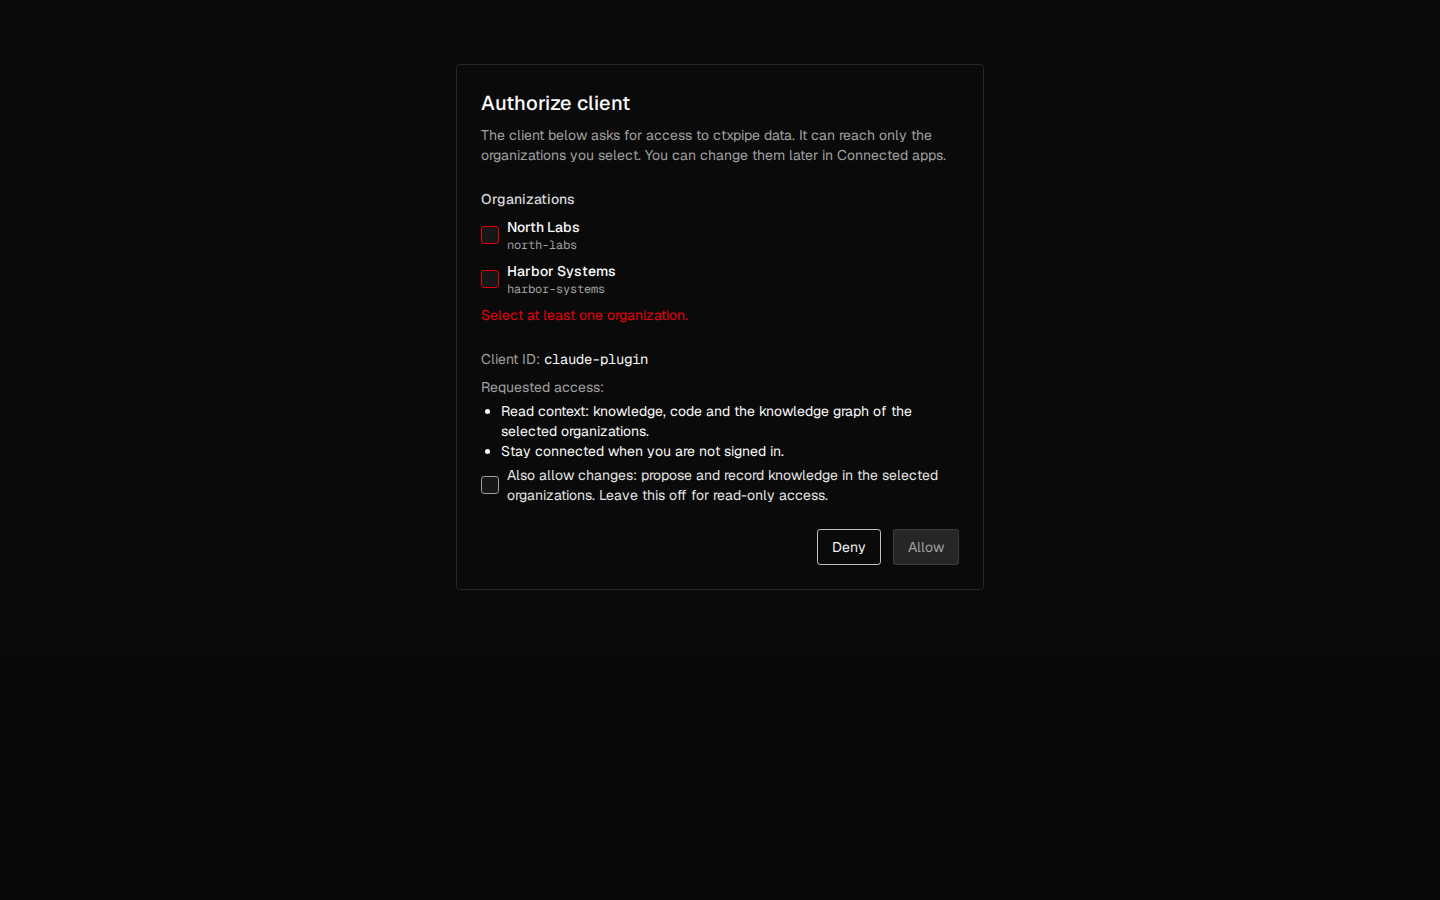 Authorize client
The client below asks for access to ctxpipe data. It can reach only the
organizations you select. You can change them later in Connected apps.
Organizations
North Labs
north-labs
Harbor Systems
harbor-systems
Select at least one organization.
Client ID: claude-plugin
Requested access:
• Read context: knowledge, code and the knowledge graph of the
selected organizations.
• Stay connected when you are not signed in.
Also allow changes: propose and record knowledge in the selected
organizations. Leave this off for read-only access.
Deny Allow